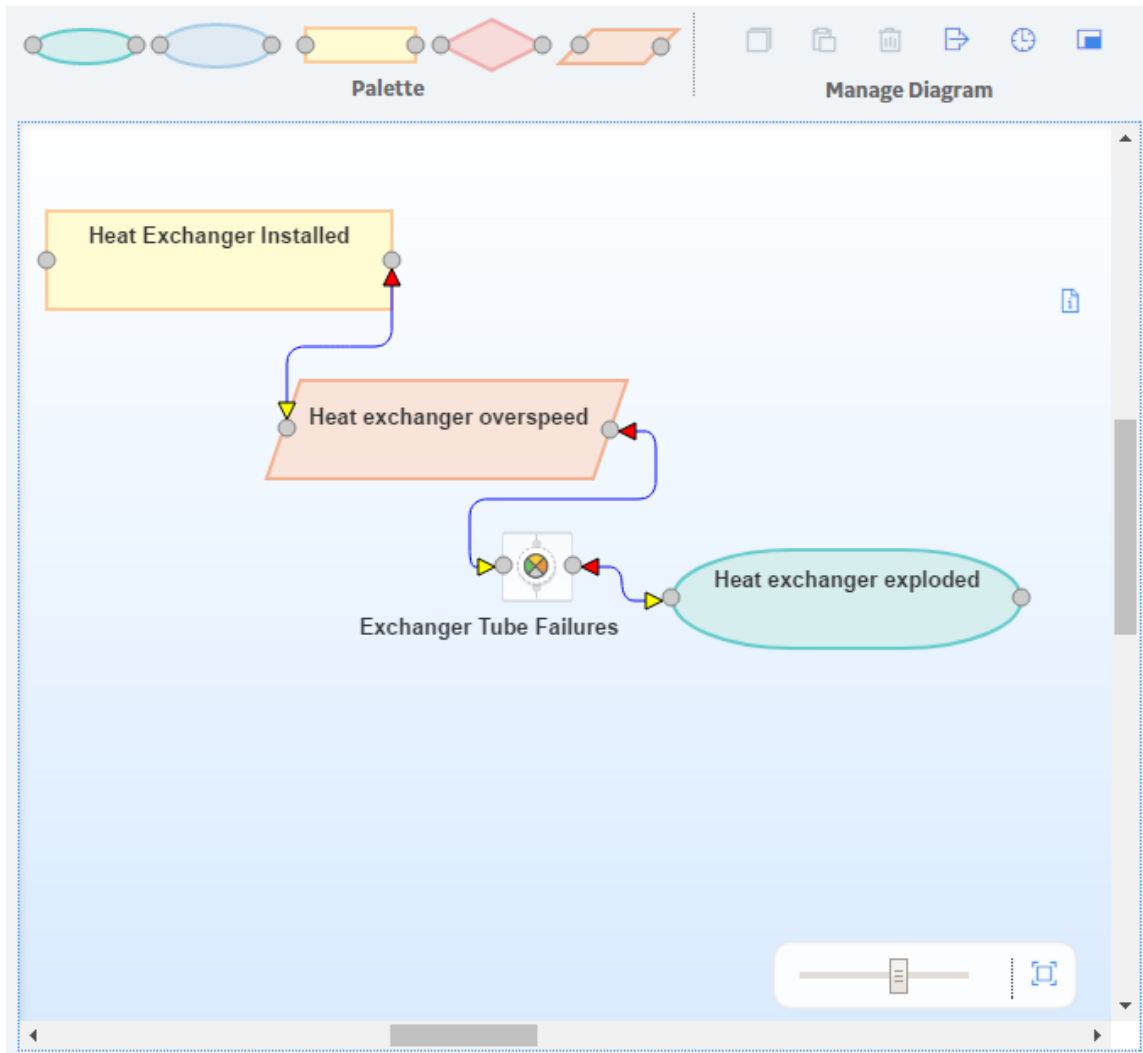 Palette
Manage Diagram
Heat Exchanger Installed
Heat exchanger overspeed
Exchanger Tube Failures
Heat exchanger exploded